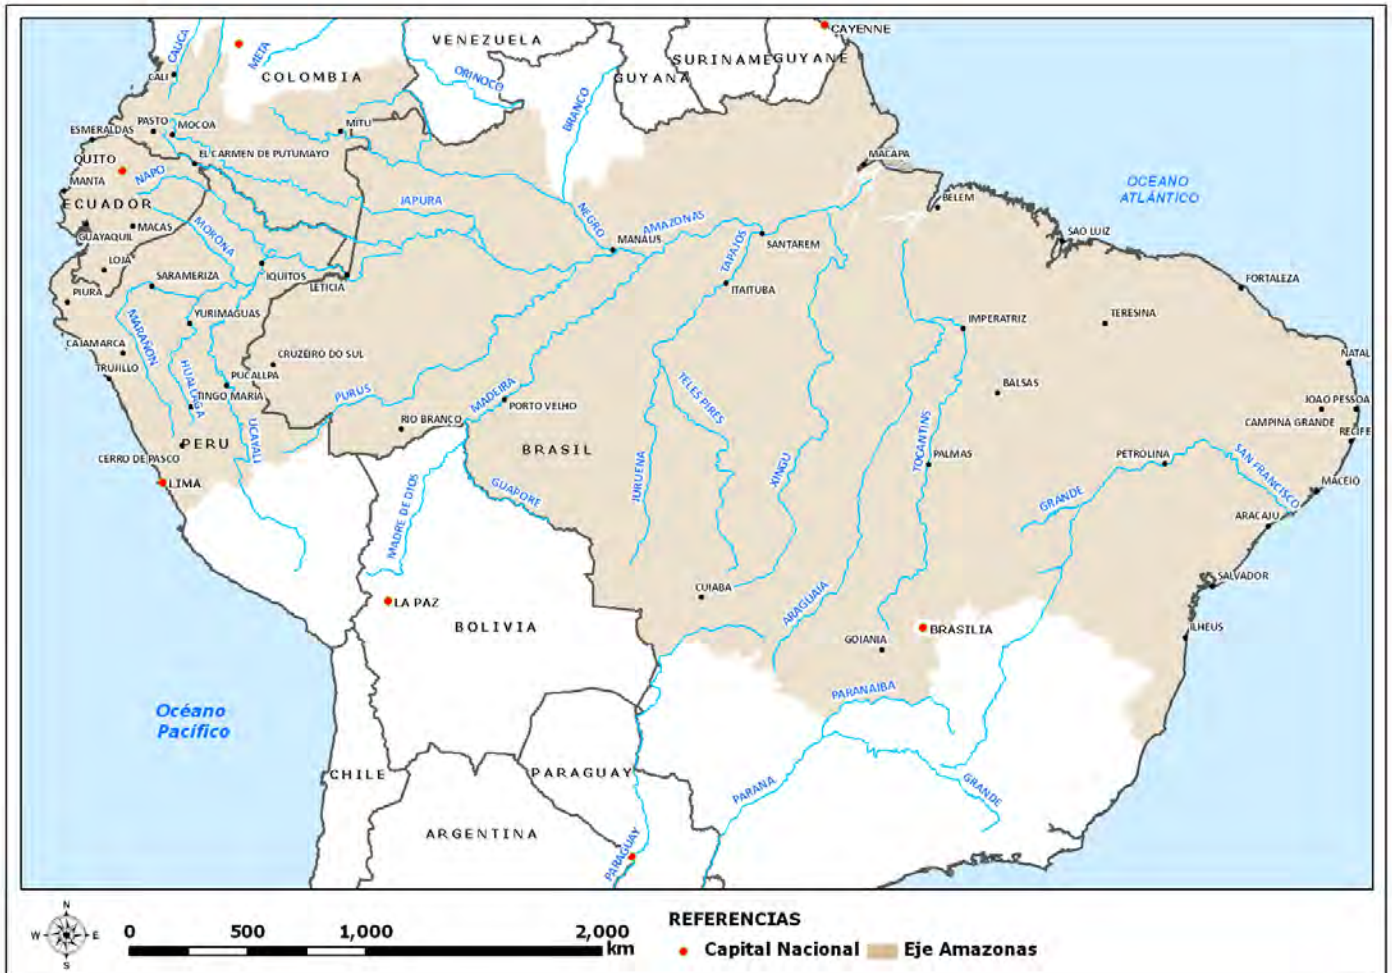 CAYENNE
VENEZUELA
CAUCA
META
COLOMBIA
ORINOCO
SURINAME
GUYANE
GUYANA
CALI
BRANCO
PASTO
MOCOA
MITU
ESMERALDAS
QUITO
EL CARMEN DE PUTUMAYO
MACAPA
NAPO
MANTA
ECUADOR
JAPURA
OCEANO
ATLÁNTICO
BELEM
MACAS
MORONA
NEGRO
AMAZONAS
GUAYAQUIL
MANAUS
SANTAREM
SAO LUIZ
LOJA
TAPAJOS
SARAMERIZA
IQUITOS
LETICIA
ITAITUBA
FORTALEZA
PIURA
YURIMAGUAS
MARAÑON
IMPERATRIZ
TERESINA
CAJAMARCA
CRUZEIRO DO SUL
NATAL
TRUJILLO
HUALLAGA
PUCALLPA
TINGO MARIA
PURUS
MADEIRA
PORTO VELHO
TELES PIRES
BALSAS
JOAO PESSOA
CAMPINA GRANDE
RIO BRANCO
RECIFE
PERU
UCAYALI
BRASIL
TOCANTINS
CERRO DE PASCO
PALMAS
PETROLINA
SAN FRANCISCO
LIMA
JURUENA
XINGU
GUAPORE
GRANDE
MACEIO
MADRE DE DIOS
ARACAJU
SALVADOR
CUIABA
LA PAZ
ARAGUAIA
BOLIVIA
BRASILIA
GOIANIA
ILHEUS
PARANAIBA
Océano
Pacífico
CHILE
PARAGUAY
PARANA
GRANDE
ARGENTINA
PARAGUAY
N
W
E
S
0 500 1,000 2,000
km
REFERENCIAS
Capital Nacional
Eje Amazonas